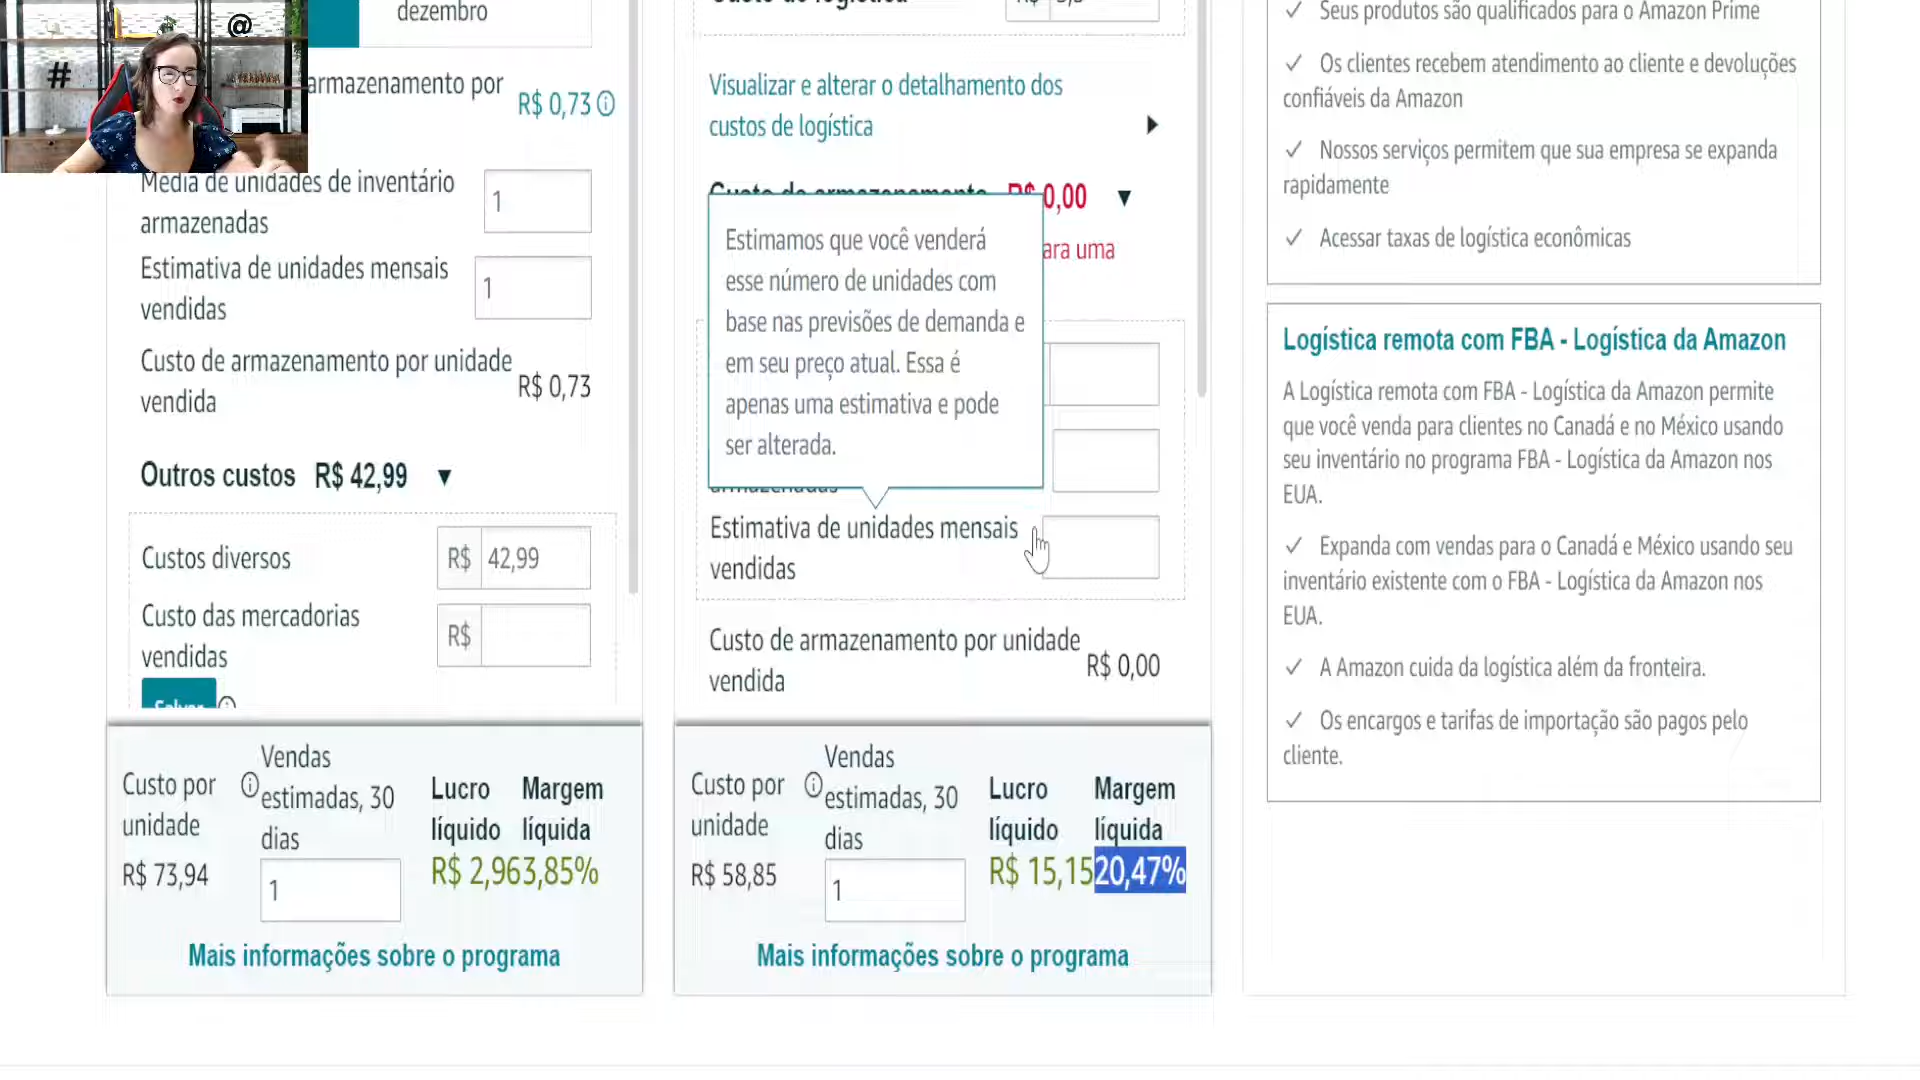 @
#
dezembro
armazenamento por
R$ 0,73
Média de unidades de inventário
armazenadas
1
Estimativa de unidades mensais
vendidas
1
Custo de armazenamento por unidade
vendida
R$ 0,73
Outros custos R$ 42,99 ▼
Custos diversos
R$ 42,99
Custo das mercadorias
vendidas
R$
Salvar
Custo por
unidade
R$ 73,94
Vendas
estimadas, 30
dias
1
Lucro
líquido
R$ 2,96
Margem
líquida
3,85%
Mais informações sobre o programa
Custo de logística
R$
Visualizar e alterar o detalhamento dos
custos de logística
Custo de armazenamento R$ 0,00 ▼
ara uma
Estimamos que você venderá
esse número de unidades com
base nas previsões de demanda e
em seu preço atual. Essa é
apenas uma estimativa e pode
ser alterada.
armazenadas
Estimativa de unidades mensais
vendidas
Custo de armazenamento por unidade
vendida
R$ 0,00
Custo por
unidade
R$ 58,85
Vendas
estimadas, 30
dias
1
Lucro
líquido
R$ 15,15
Margem
líquida
20,47%
Mais informações sobre o programa
✓ Seus produtos são qualificados para o Amazon Prime
✓ Os clientes recebem atendimento ao cliente e devoluções
confiáveis da Amazon
✓ Nossos serviços permitem que sua empresa se expanda
rapidamente
✓ Acessar taxas de logística econômicas
Logística remota com FBA - Logística da Amazon
A Logística remota com FBA - Logística da Amazon permite
que você venda para clientes no Canadá e no México usando
seu inventário no programa FBA - Logística da Amazon nos
EUA.
✓ Expanda com vendas para o Canadá e México usando seu
inventário existente com o FBA - Logística da Amazon nos
EUA.
✓ A Amazon cuida da logística além da fronteira.
✓ Os encargos e tarifas de importação são pagos pelo
cliente.